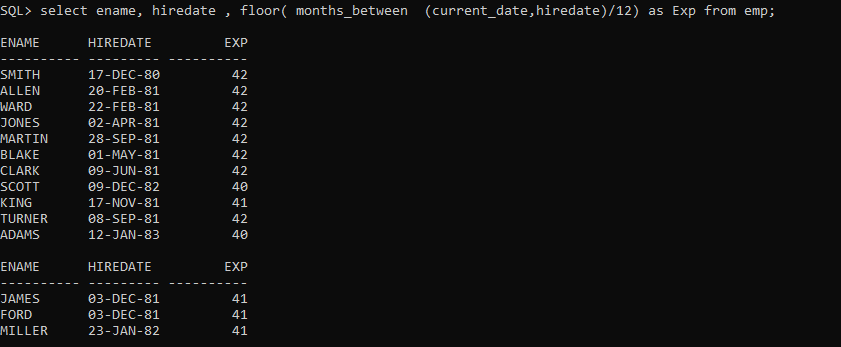 SQL> select ename, hiredate , floor( months_between  (current_date,hiredate)/12) as Exp from emp;
ENAME      HIREDATE         EXP
---------- --------- ----------
SMITH      17-DEC-80         42
ALLEN      20-FEB-81         42
WARD       22-FEB-81         42
JONES      02-APR-81         42
MARTIN     28-SEP-81         42
BLAKE      01-MAY-81         42
CLARK      09-JUN-81         42
SCOTT      09-DEC-82         40
KING       17-NOV-81         41
TURNER     08-SEP-81         42
ADAMS      12-JAN-83         40
ENAME      HIREDATE         EXP
---------- --------- ----------
JAMES      03-DEC-81         41
FORD       03-DEC-81         41
MILLER     23-JAN-82         41